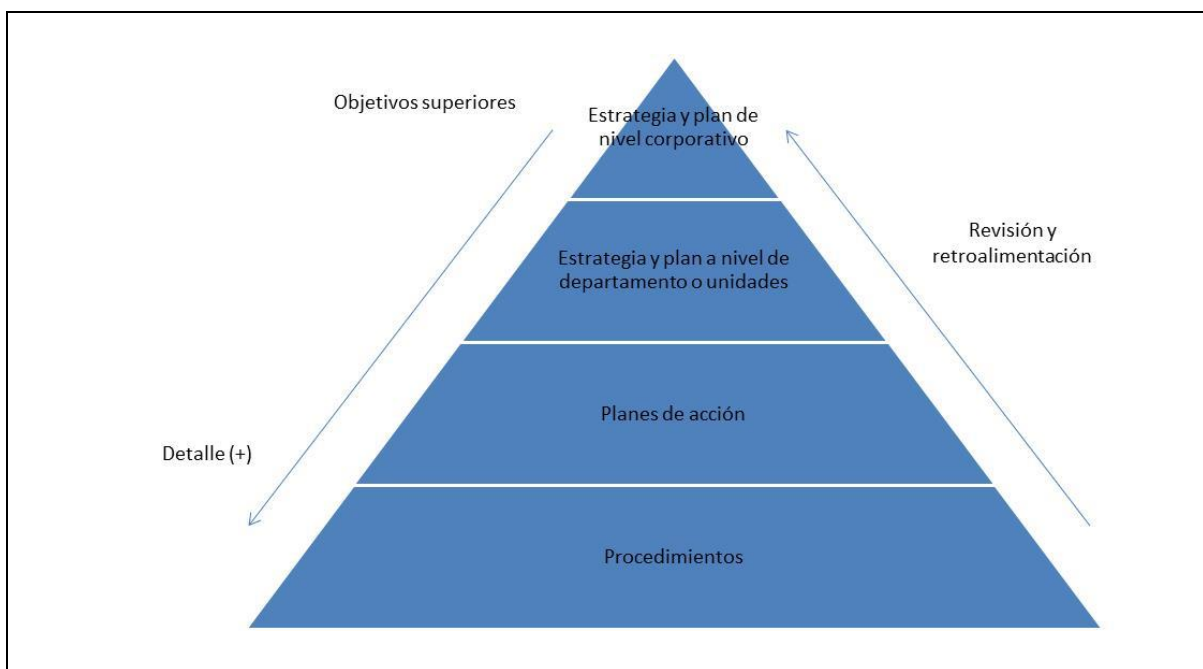 Objetivos superiores
Estrategia y plan de
nivel corporativo
Revisión y
retroalimentación
Estrategia y plan a nivel de
departamento o unidades
Planes de acción
Detalle (+)
Procedimientos